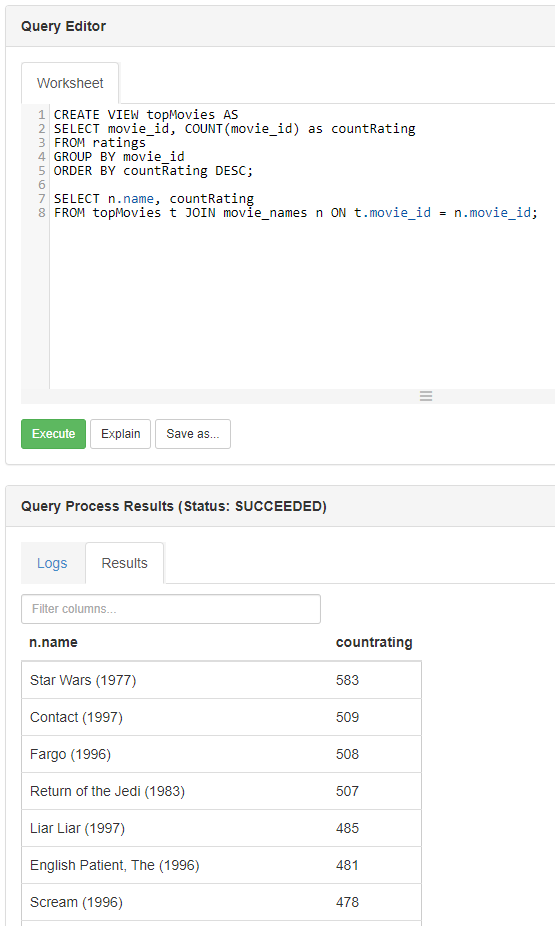 Query Editor
Worksheet
1 CREATE VIEW topMovies AS
2 SELECT movie_id, COUNT(movie_id) as countRating
3 FROM ratings
4 GROUP BY movie_id
5 ORDER BY countRating DESC;
6
7 SELECT n.name, countRating
8 FROM topMovies t JOIN movie_names n ON t.movie_id = n.movie_id;
Execute Explain Save as...
Query Process Results (Status: SUCCEEDED)
Logs Results
Filter columns...
n.name countrating
Star Wars (1977) 583
Contact (1997) 509
Fargo (1996) 508
Return of the Jedi (1983) 507
Liar Liar (1997) 485
English Patient, The (1996) 481
Scream (1996) 478